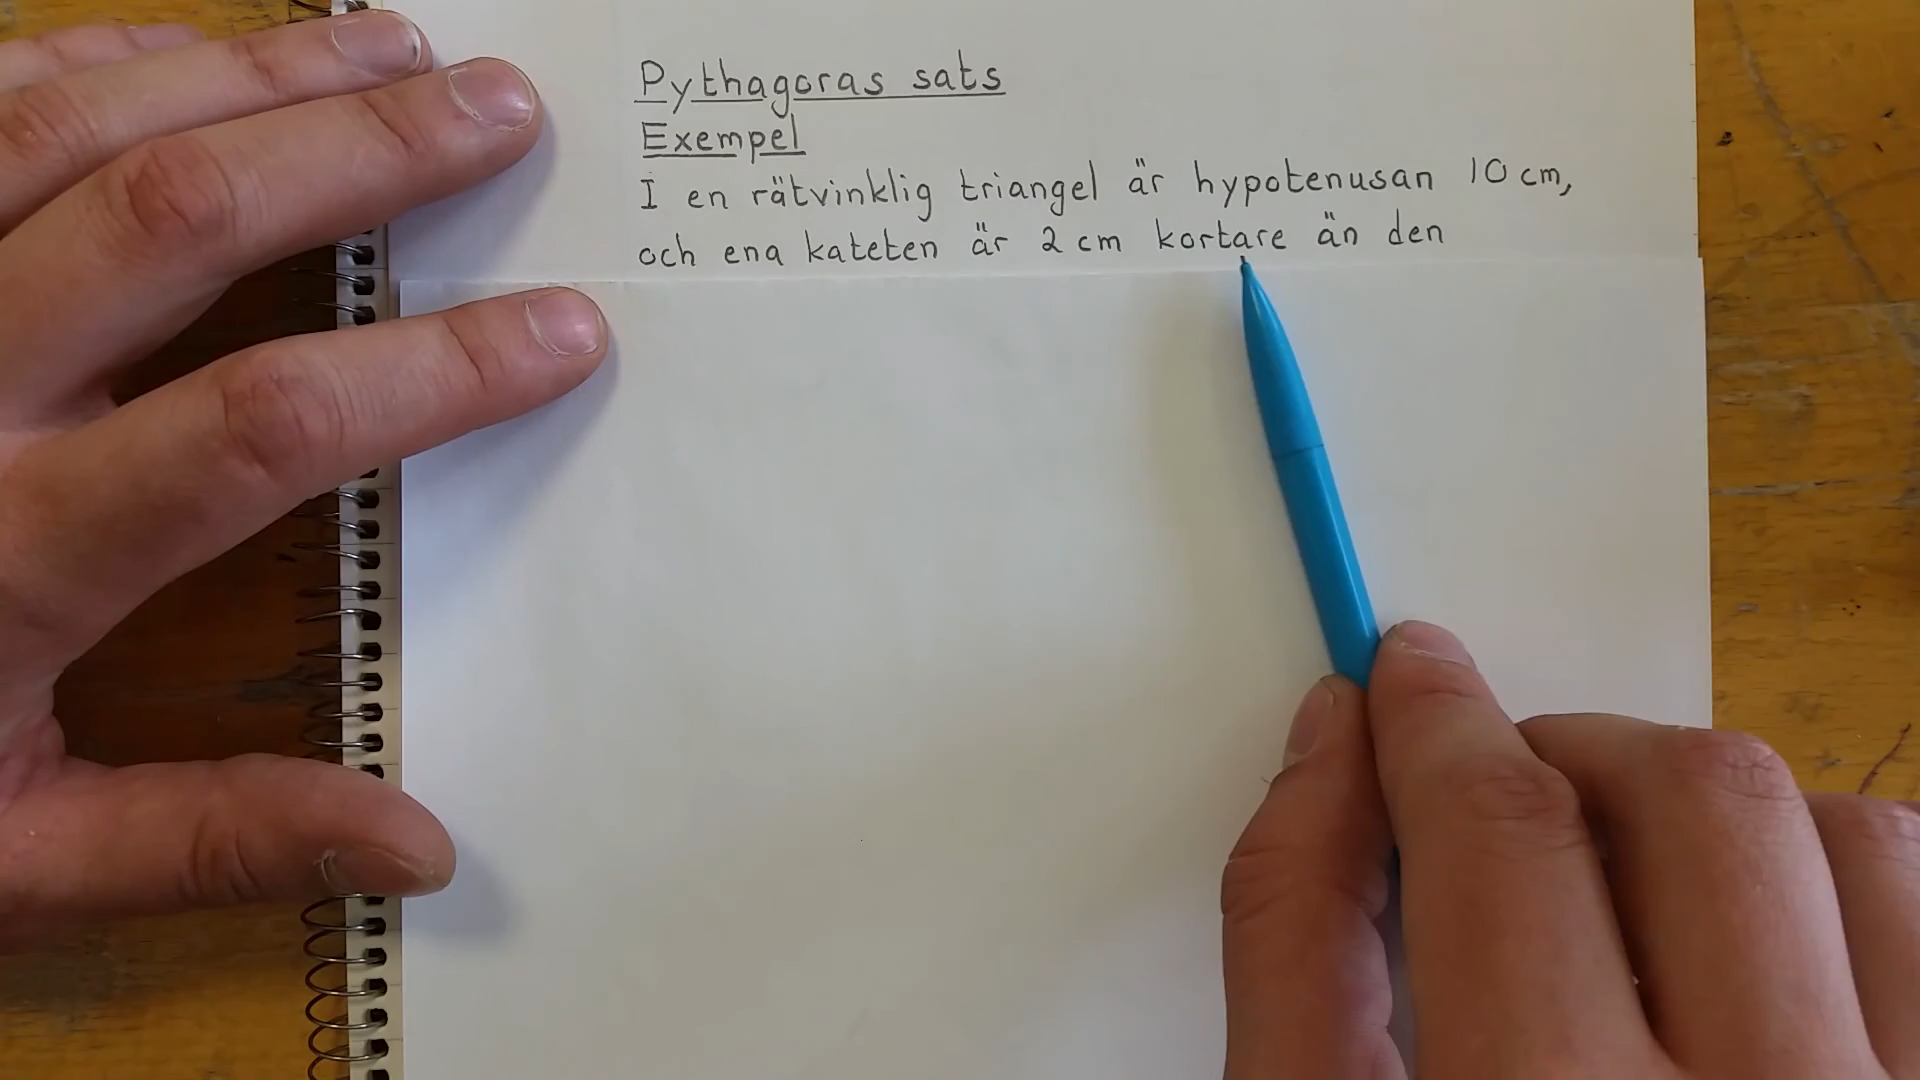 Pythagoras sats
Exempel
I en rätvinklig triangel är hypotenusan 10 cm,
och ena kateten är 2 cm kortare än den